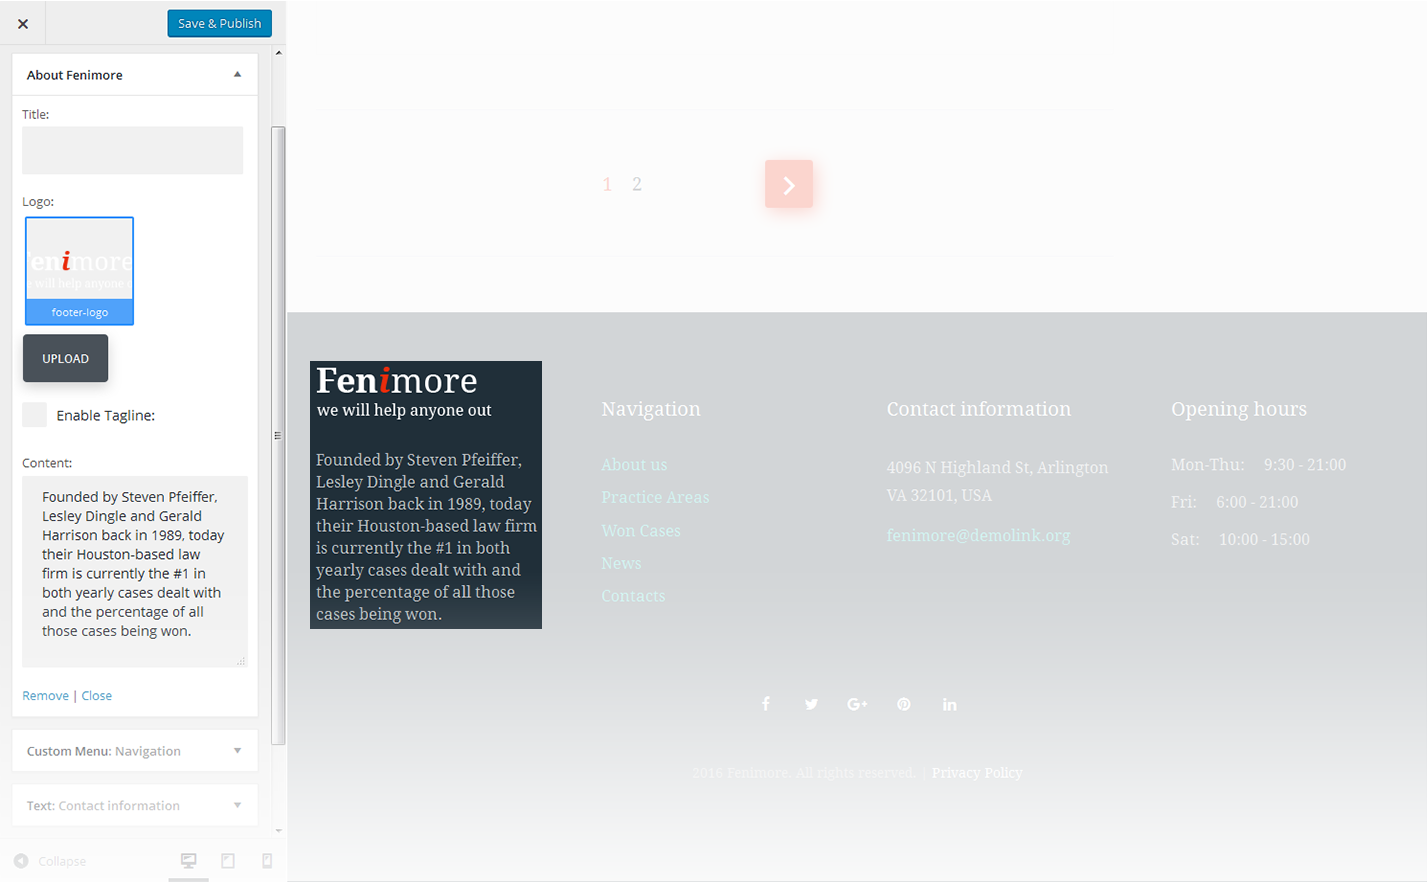 Save & Publish
About Fenimore
Title:
Logo:
Fenimore
we will help anyone o
footer-logo
UPLOAD
Enable Tagline:
Content:
Founded by Steven Pfeiffer,
Lesley Dingle and Gerald
Harrison back in 1989, today
their Houston-based law
firm is currently the #1 in
both yearly cases dealt with
and the percentage of all
those cases being won.
Remove | Close
Custom Menu: Navigation
Text: Contact information
Collapse
1 2
Fenimore
we will help anyone out
Founded by Steven Pfeiffer,
Lesley Dingle and Gerald
Harrison back in 1989, today
their Houston-based law firm
is currently the #1 in both
yearly cases dealt with and
the percentage of all those
cases being won.
Navigation
About us
Practice Areas
Won Cases
News
Contacts
Contact information
4096 N Highland St, Arlington
VA 32101, USA
fenimore@demolink.org
Opening hours
Mon-Thu: 9:30 - 21:00
Fri: 6:00 - 21:00
Sat: 10:00 - 15:00
2016 Fenimore. All rights reserved. | Privacy Policy